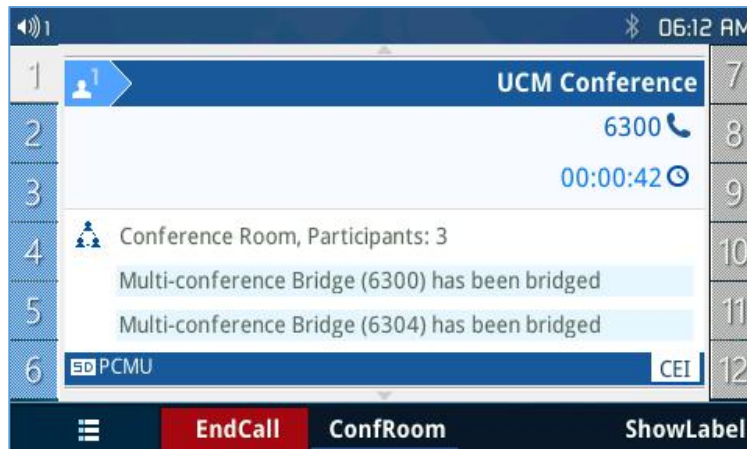 1 06:12 AM
1 1 UCM Conference 7
2 6300 8
3 00:00:42 9
4 Conference Room, Participants: 3 10
Multi-conference Bridge (6300) has been bridged
5 Multi-conference Bridge (6304) has been bridged 11
6 SD PCMU CEI 12
EndCall ConfRoom ShowLabel